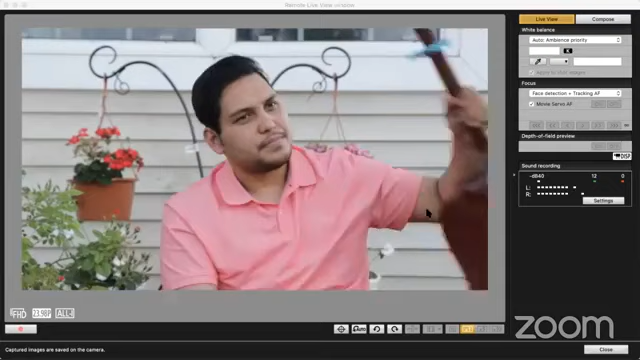 Remote Live View window
Live View
Compose
White balance
Auto: Ambience priority
Focus
Face detection + Tracking AF
Movie Servo AF
Depth-of-field preview
DISP
Sound recording
-dB40 12 0
L:
R:
Settings
FHD 23.98P ALL-I
zoom
Captured images are saved on the camera.
Close